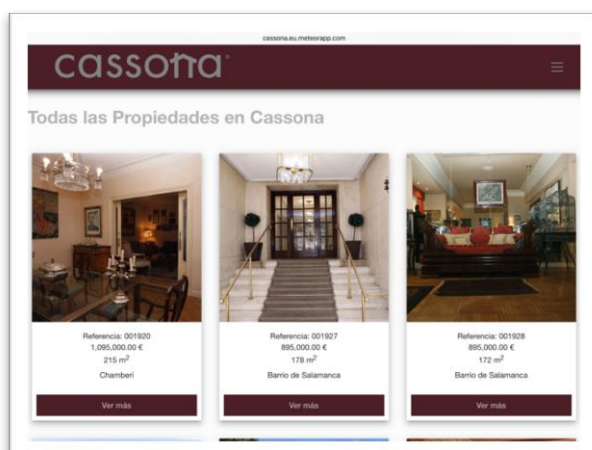 cassona.eu.meteorapp.com
cassona®
Todas las Propiedades en Cassona
Referencia: 001920
1,095,000.00 €
215 m²
Chamberí
Ver más
Referencia: 001927
895,000.00 €
178 m²
Barrio de Salamanca
Ver más
Referencia: 001928
895,000.00 €
172 m²
Barrio de Salamanca
Ver más